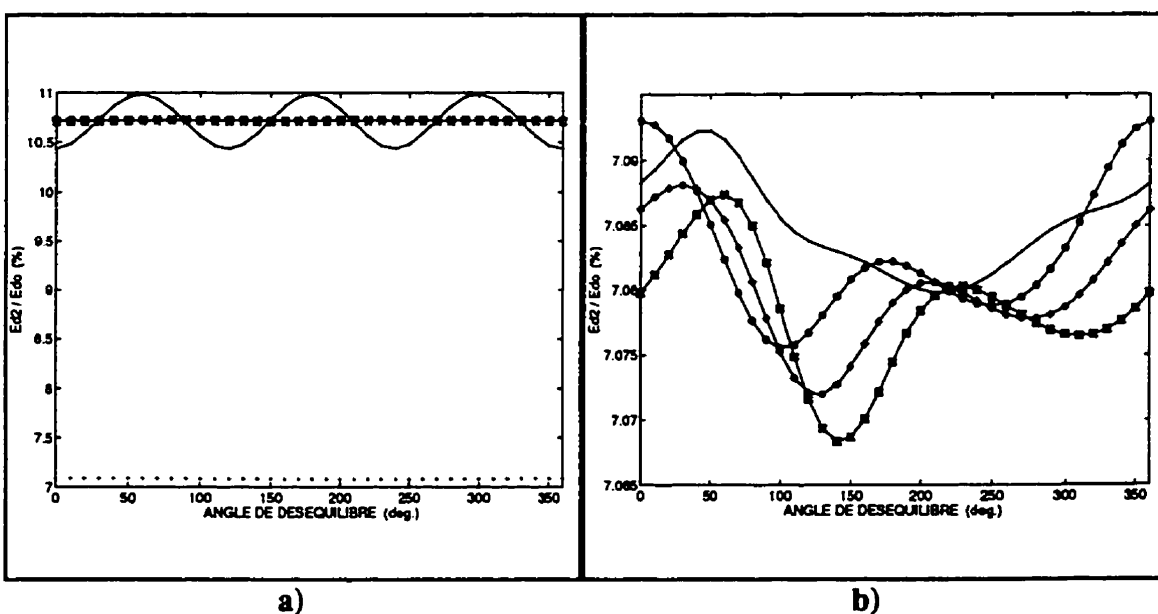 11
10.5
10
9.5
9
8.5
8
7.5
7
Ed2 / Edo (%)
0 50 100 150 200 250 300 350
ANGLE DE DESEQUILIBRE (deg.)
a)
7.09
7.085
7.08
7.075
7.07
7.065
Ed2 / Edo (%)
0 50 100 150 200 250 300 350
ANGLE DE DESEQUILIBRE (deg.)
b)